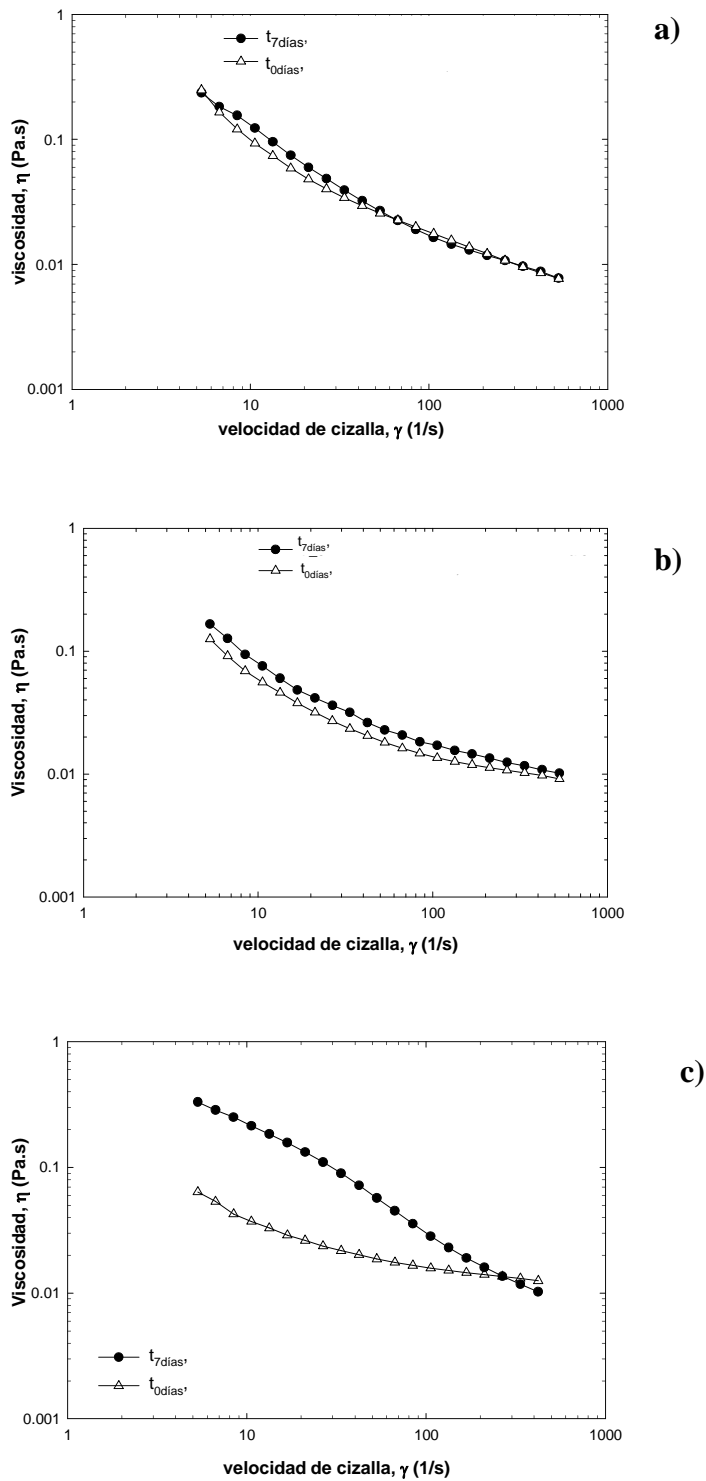 a)
t7días,
t0días,
1
0.1
0.01
0.001
viscosidad, η (Pa.s)
1 10 100 1000
velocidad de cizalla, γ (1/s)
b)
t7días,
t0días,
1
0.1
0.01
0.001
Viscosidad, η (Pa.s)
1 10 100 1000
velocidad de cizalla, γ (1/s)
c)
1
0.1
0.01
0.001
Viscosidad, η (Pa.s)
t7días,
t0días,
1 10 100 1000
velocidad de cizalla, γ (1/s)